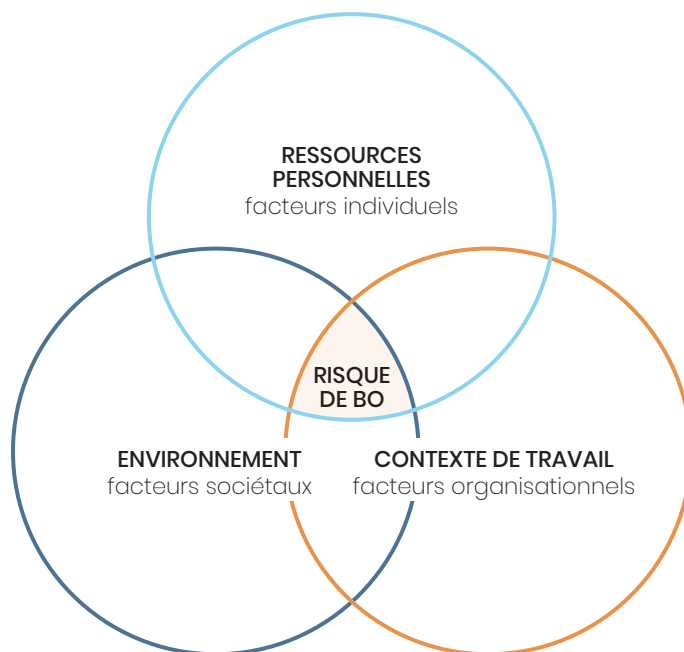 RESSOURCES
PERSONNELLES
facteurs individuels
RISQUE
DE BO
ENVIRONNEMENT
facteurs sociétaux
CONTEXTE DE TRAVAIL
facteurs organisationnels